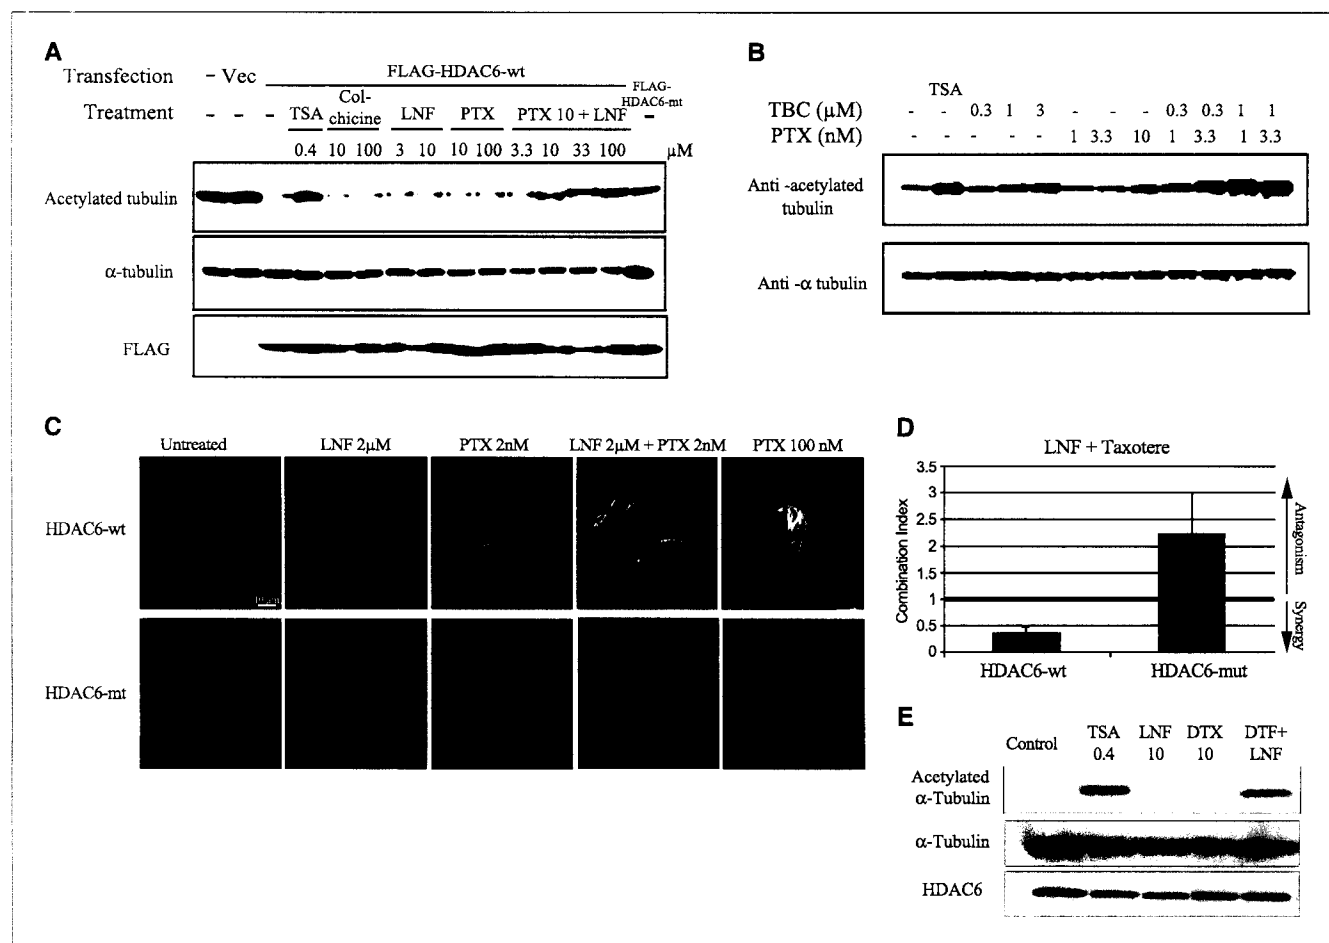 A
Transfection - Vec FLAG-HDAC6-wt FLAG-HDAC6-mt
Treatment - - - TSA Col-chicine LNF PTX PTX 10 + LNF -
0.4 10 100 3 10 10 100 3.3 10 33 100 µM
Acetylated tubulin
α-tubulin
FLAG
B
TSA
TBC (µM) - - 0.3 1 3 - - - 0.3 0.3 1 1
PTX (nM) - - - - - 1 3.3 10 1 3.3 1 3.3
Anti -acetylated
tubulin
Anti -α tubulin
C
Untreated LNF 2µM PTX 2nM LNF 2µM + PTX 2nM PTX 100 nM
HDAC6-wt
HDAC6-mt
D
LNF + Taxotere
Combination Index
3.5
3
2.5
2
1.5
1
0.5
0
HDAC6-wt HDAC6-mut
Antagonism
Synergy
E
Control TSA LNF DTX DTF+
0.4 10 10 LNF
Acetylated
α-Tubulin
α-Tubulin
HDAC6